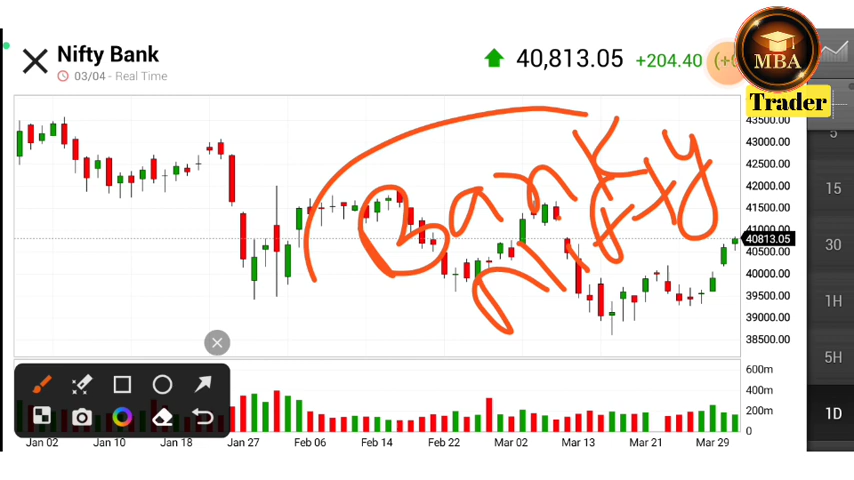 Nifty Bank
03/04 - Real Time
40,813.05 +204.40
MBA
Trader
43500.00
43000.00
42500.00
42000.00
41500.00
41000.00
40813.05
40000.00
39500.00
39000.00
38500.00
Bank
nifty
600m
400m
200m
0
Jan 02 Jan 10 Jan 18 Jan 27 Feb 06 Feb 14 Feb 22 Mar 02 Mar 13 Mar 21 Mar 29
5
15
30
1H
5H
1D